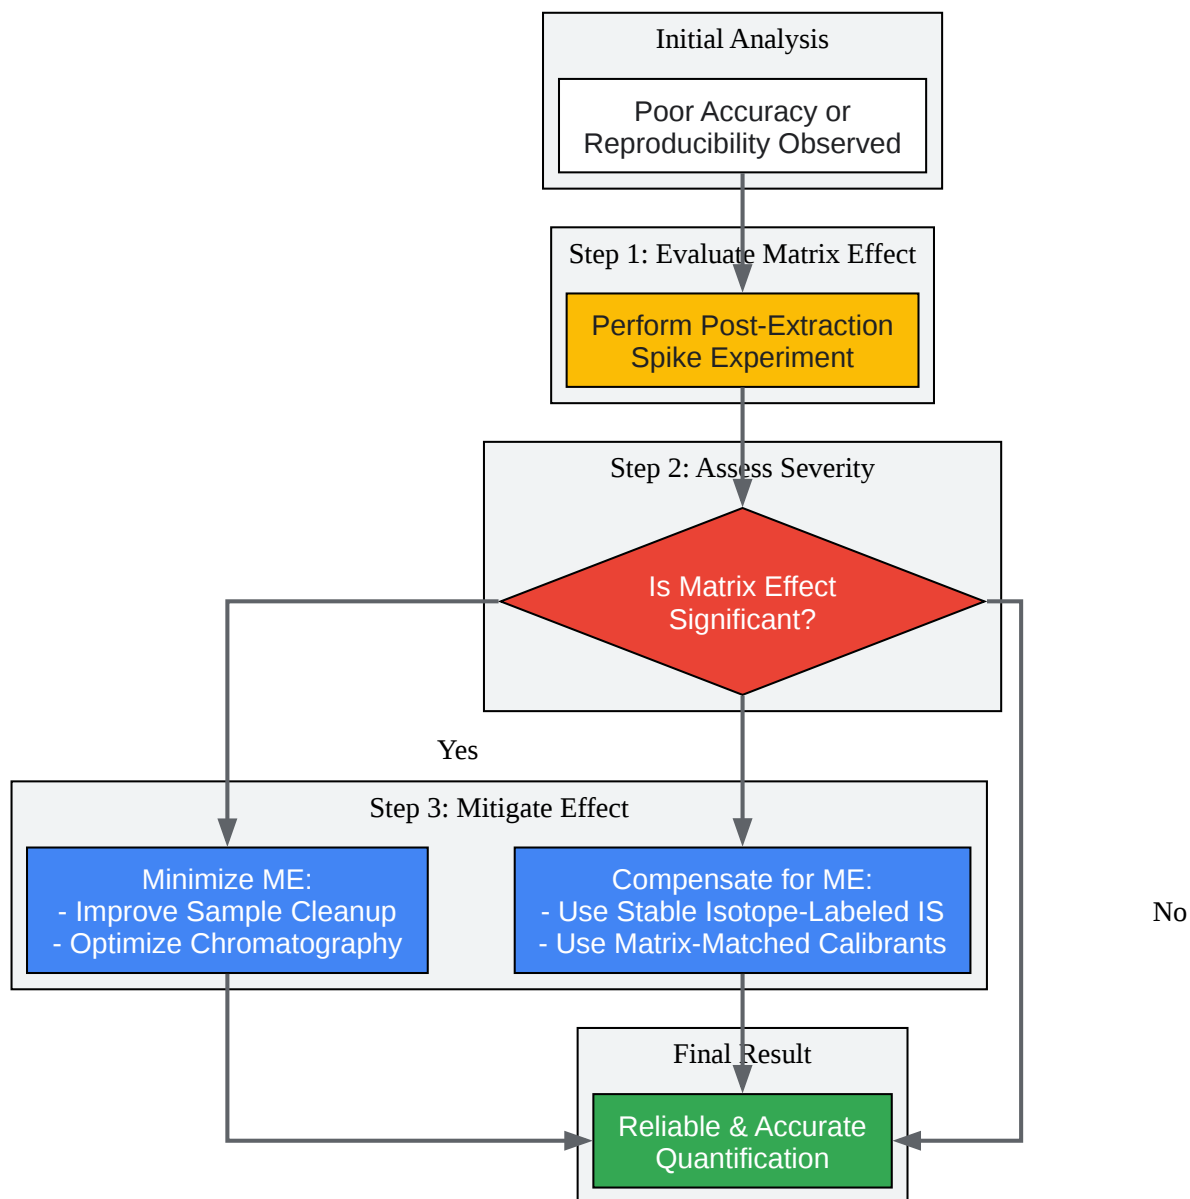 Initial Analysis
Poor Accuracy or
Reproducibility Observed
Step 1: Evaluate Matrix Effect
Perform Post-Extraction
Spike Experiment
Step 2: Assess Severity
Is Matrix Effect
Significant?
Yes
Step 3: Mitigate Effect
Minimize ME:
- Improve Sample Cleanup
- Optimize Chromatography
Compensate for ME:
- Use Stable Isotope-Labeled IS
- Use Matrix-Matched Calibrants
No
Final Result
Reliable & Accurate
Quantification